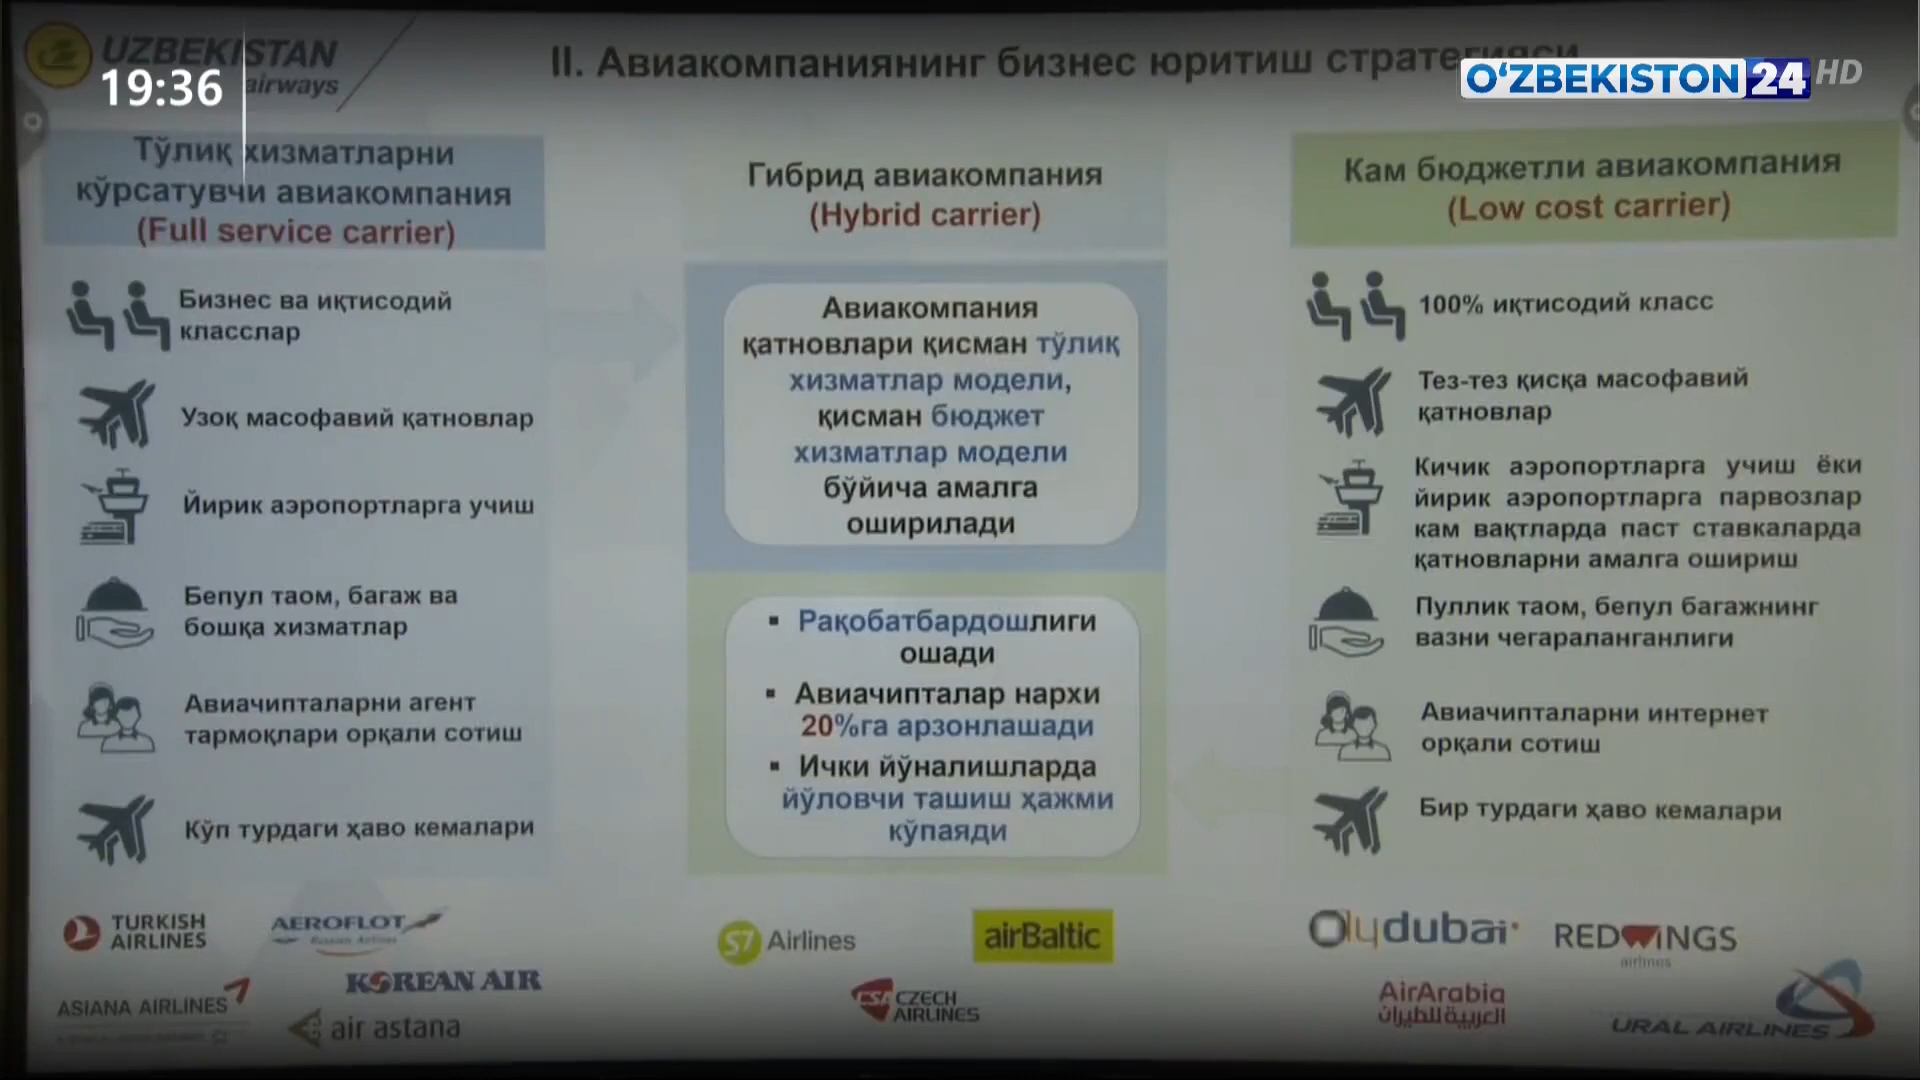 UZBEKISTAN
airways
19:36
II. Авиакомпаниянинг бизнес юритиш стратегияси
O‘ZBEKISTON 24 HD
Тўлиқ хизматларни
кўрсатувчи авиакомпания
(Full service carrier)
Бизнес ва иқтисодий
класслар
Узоқ масофавий қатновлар
Йирик аэропортларга учиш
Бепул таом, багаж ва
бошқа хизматлар
Авиачипталарни агент
тармоқлари орқали сотиш
Кўп турдаги ҳаво кемалари
TURKISH
AIRLINES
AEROFLOT
Russian Airlines
KOREAN AIR
ASIANA AIRLINES
air astana
Гибрид авиакомпания
(Hybrid carrier)
Авиакомпания
қатновлари қисман тўлиқ
хизматлар модели,
қисман бюджет
хизматлар модели
бўйича амалга
оширилади
▪ Рақобатбардошлиги
ошади
▪ Авиачипталар нархи
20%га арзонлашади
▪ Ички йўналишларда
йўловчи ташиш ҳажми
кўпаяди
S7 Airlines
airBaltic
CSA CZECH
AIRLINES
Кам бюджетли авиакомпания
(Low cost carrier)
100% иқтисодий класс
Тез-тез қисқа масофавий
қатновлар
Кичик аэропортларга учиш ёки
йирик аэропортларга парвозлар
кам вақтларда паст ставкаларда
қатновларни амалга ошириш
Пуллик таом, бепул багажнинг
вазни чегараланганлиги
Авиачипталарни интернет
орқали сотиш
Бир турдаги ҳаво кемалари
flydubai
REDWINGS
airlines
AirArabia
العربية للطيران
URAL AIRLINES